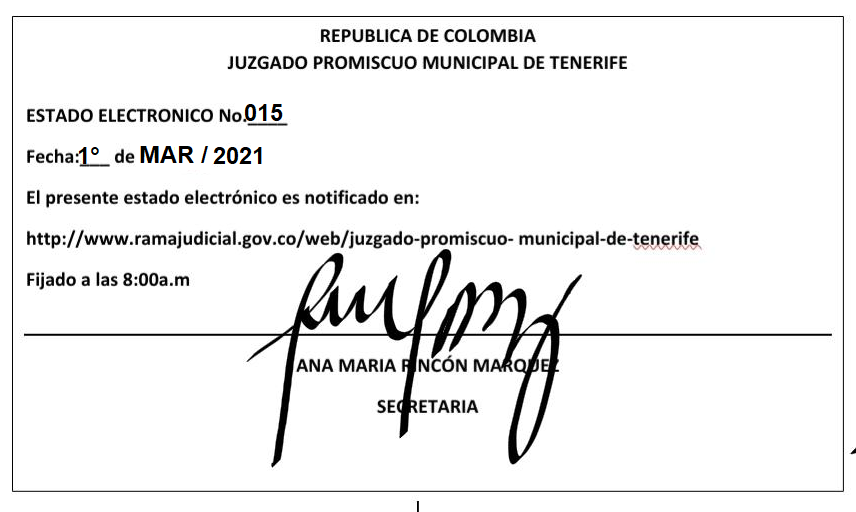 REPUBLICA DE COLOMBIA
JUZGADO PROMISCUO MUNICIPAL DE TENERIFE
ESTADO ELECTRONICO No.015
Fecha:1° de MAR / 2021
El presente estado electrónico es notificado en:
http://www.ramajudicial.gov.co/web/juzgado-promiscuo- municipal-de-tenerife
Fijado a las 8:00a.m
ANA MARIA RINCÓN MARQUEZ
SECRETARIA